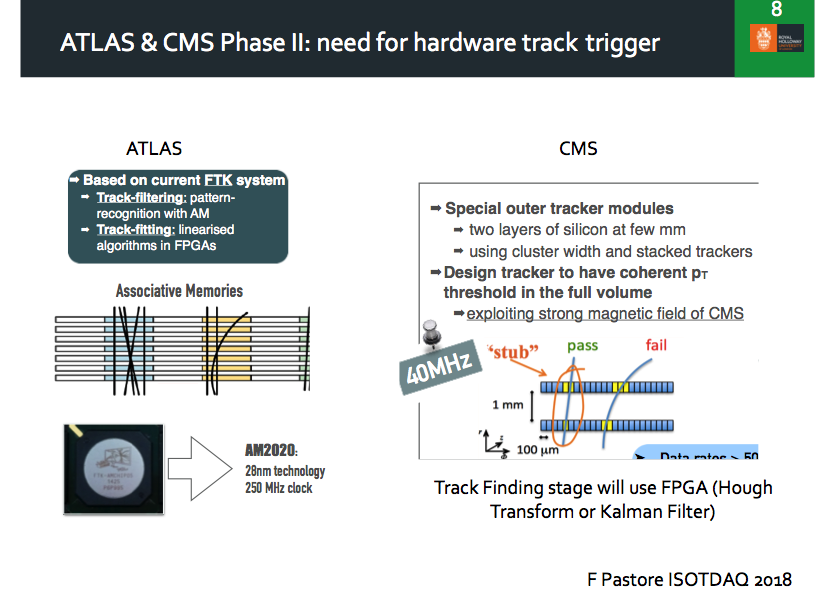 8
ATLAS & CMS Phase II: need for hardware track trigger
ROYAL
HOLLOWAY
UNIVERSITY
ATLAS
➡ Based on current FTK system
➡ Track-filtering: pattern-
recognition with AM
➡ Track-fitting: linearised
algorithms in FPGAs
Associative Memories
AM2020:
28nm technology
250 MHz clock
CMS
➡ Special outer tracker modules
➡ two layers of silicon at few mm
➡ using cluster width and stacked trackers
➡ Design tracker to have coherent pT
threshold in the full volume
➡ exploiting strong magnetic field of CMS
40MHz
“stub”
pass
fail
1 mm
100 µm
➤ Data rates > 50
Track Finding stage will use FPGA (Hough
Transform or Kalman Filter)
F Pastore ISOTDAQ 2018